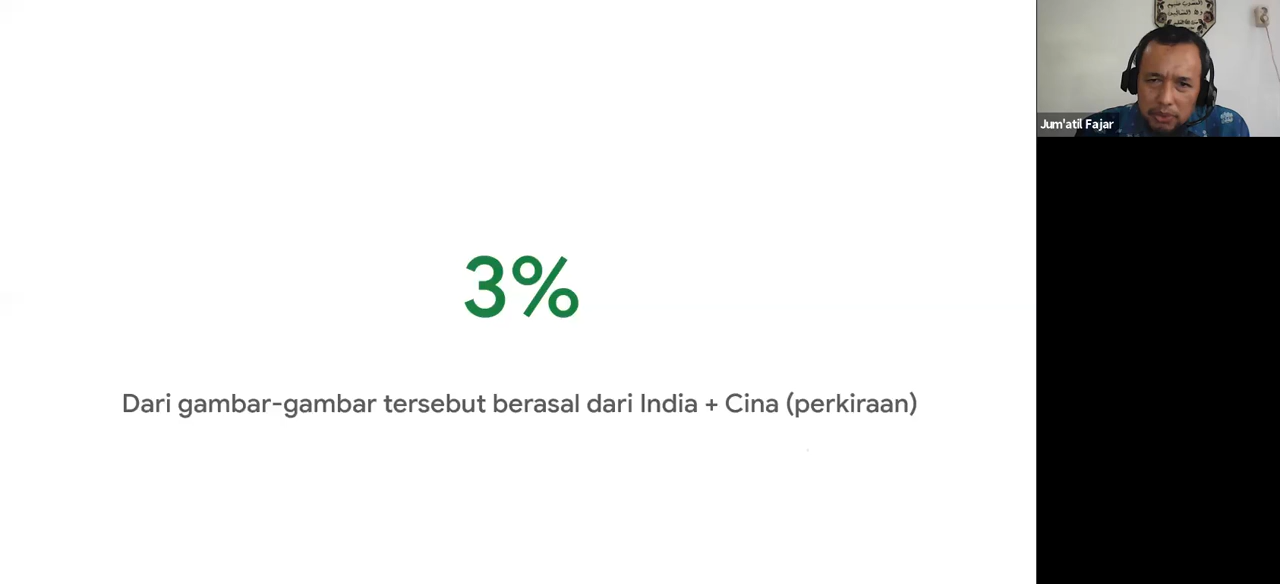 3%
Dari gambar-gambar tersebut berasal dari India + Cina (perkiraan)
Jum'atil Fajar